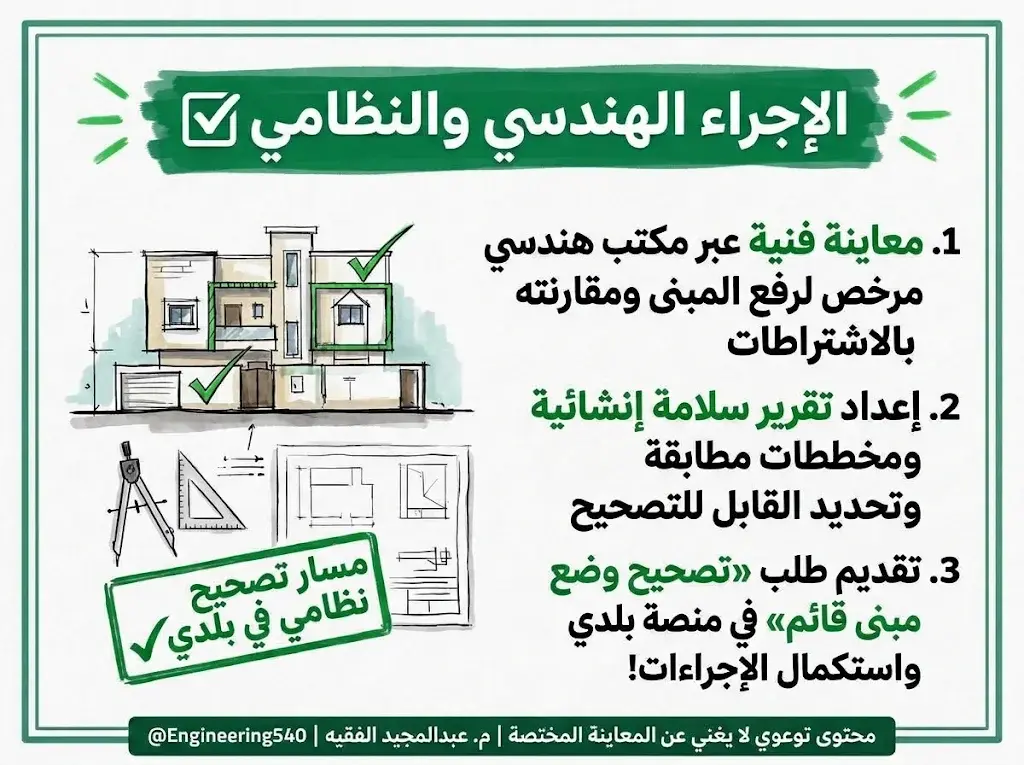 الإجراء الهندسي والنظامي
1. معاينة فنية عبر مكتب هندسي
مرخص لرفع المبنى ومقارنته
بالاشتراطات
2. إعداد تقرير سلامة إنشائية
ومخططات مطابقة
وتحديد القابل للتصحيح
3. تقديم طلب «تصحيح وضع
مبنى قائم» في منصة بلدي
واستكمال الإجراءات!
مسار تصحيح
نظامي في بلدي
محتوى توعوي لا يغني عن المعاينة المختصة | م. عبدالمجيد الفقيه | @Engineering540